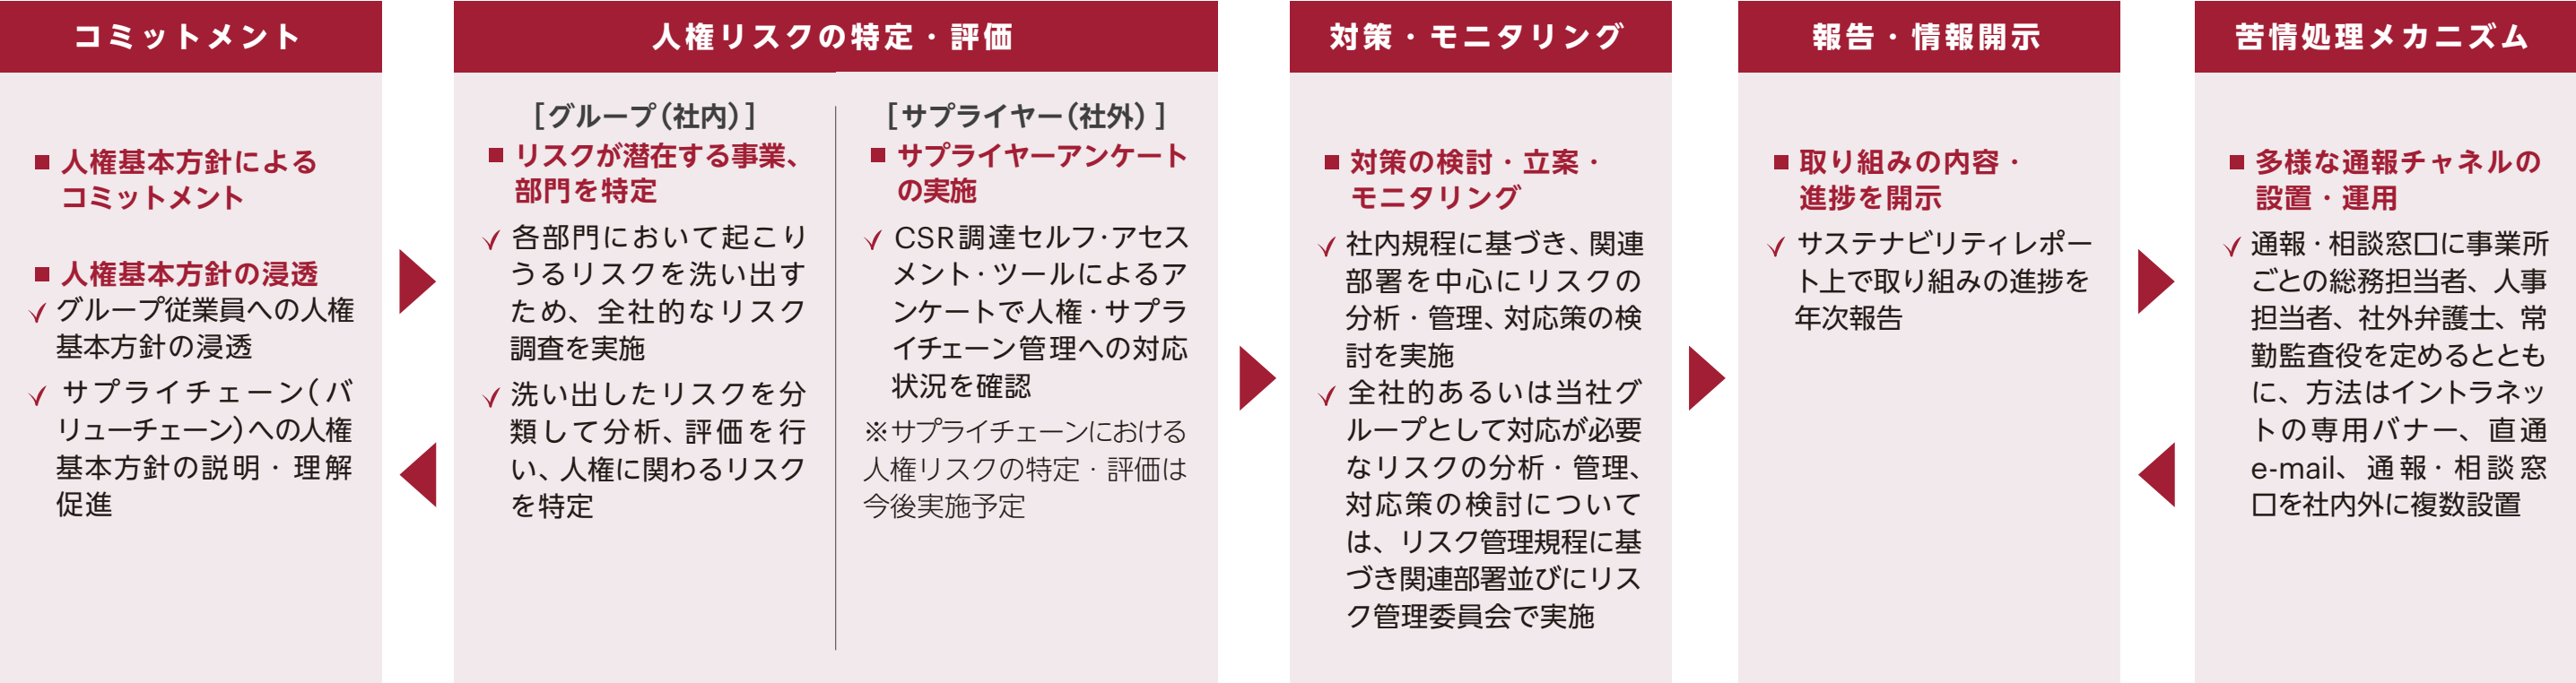 コミットメント
■ 人権基本方針による
コミットメント
■ 人権基本方針の浸透
✓ グループ従業員への人権
基本方針の浸透
✓ サプライチェーン(バ
リューチェーン)への人権
基本方針の説明・理解
促進
人権リスクの特定・評価
[グループ(社内)]
■ リスクが潜在する事業、
部門を特定
✓ 各部門において起こり
うるリスクを洗い出す
ため、全社的なリスク
調査を実施
✓ 洗い出したリスクを分
類して分析、評価を行
い、人権に関わるリスク
を特定
[サプライヤー(社外)]
■ サプライヤーアンケート
の実施
✓ CSR調達セルフ・アセス
メント・ツールによるア
ンケートで人権・サプラ
イチェーン管理への対応
状況を確認
※サプライチェーンにおける
人権リスクの特定・評価は
今後実施予定
対策・モニタリング
■ 対策の検討・立案・
モニタリング
✓ 社内規程に基づき、関連
部署を中心にリスクの
分析・管理、対応策の検
討を実施
✓ 全社的あるいは当社グ
ループとして対応が必要
なリスクの分析・管理、
対応策の検討について
は、リスク管理規程に基
づき関連部署並びにリス
ク管理委員会で実施
報告・情報開示
■ 取り組みの内容・
進捗を開示
✓ サステナビリティレポー
ト上で取り組みの進捗を
年次報告
苦情処理メカニズム
■ 多様な通報チャネルの
設置・運用
✓ 通報・相談窓口に事業所
ごとの総務担当者、人事
担当者、社外弁護士、常
勤監査役を定めるととも
に、方法はイントラネッ
トの専用バナー、直通
e-mail、通報・相談窓
口を社内外に複数設置